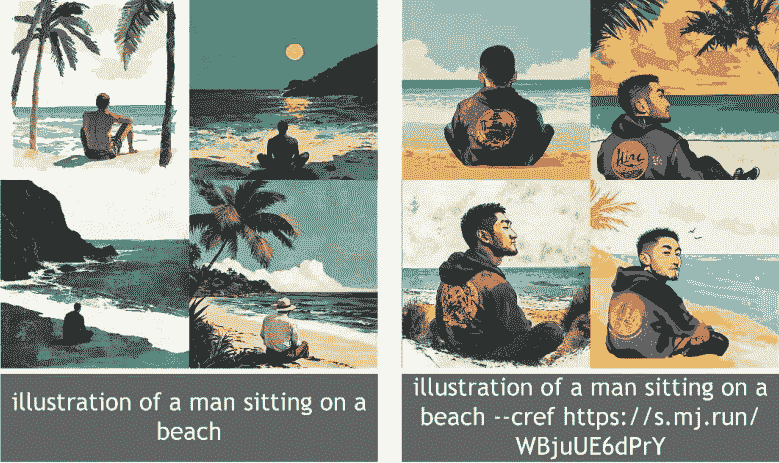 illustration of a man sitting on a
beach
illustration of a man sitting on a
beach --cref https://s.mj.run/
WBjuUE6dPrY